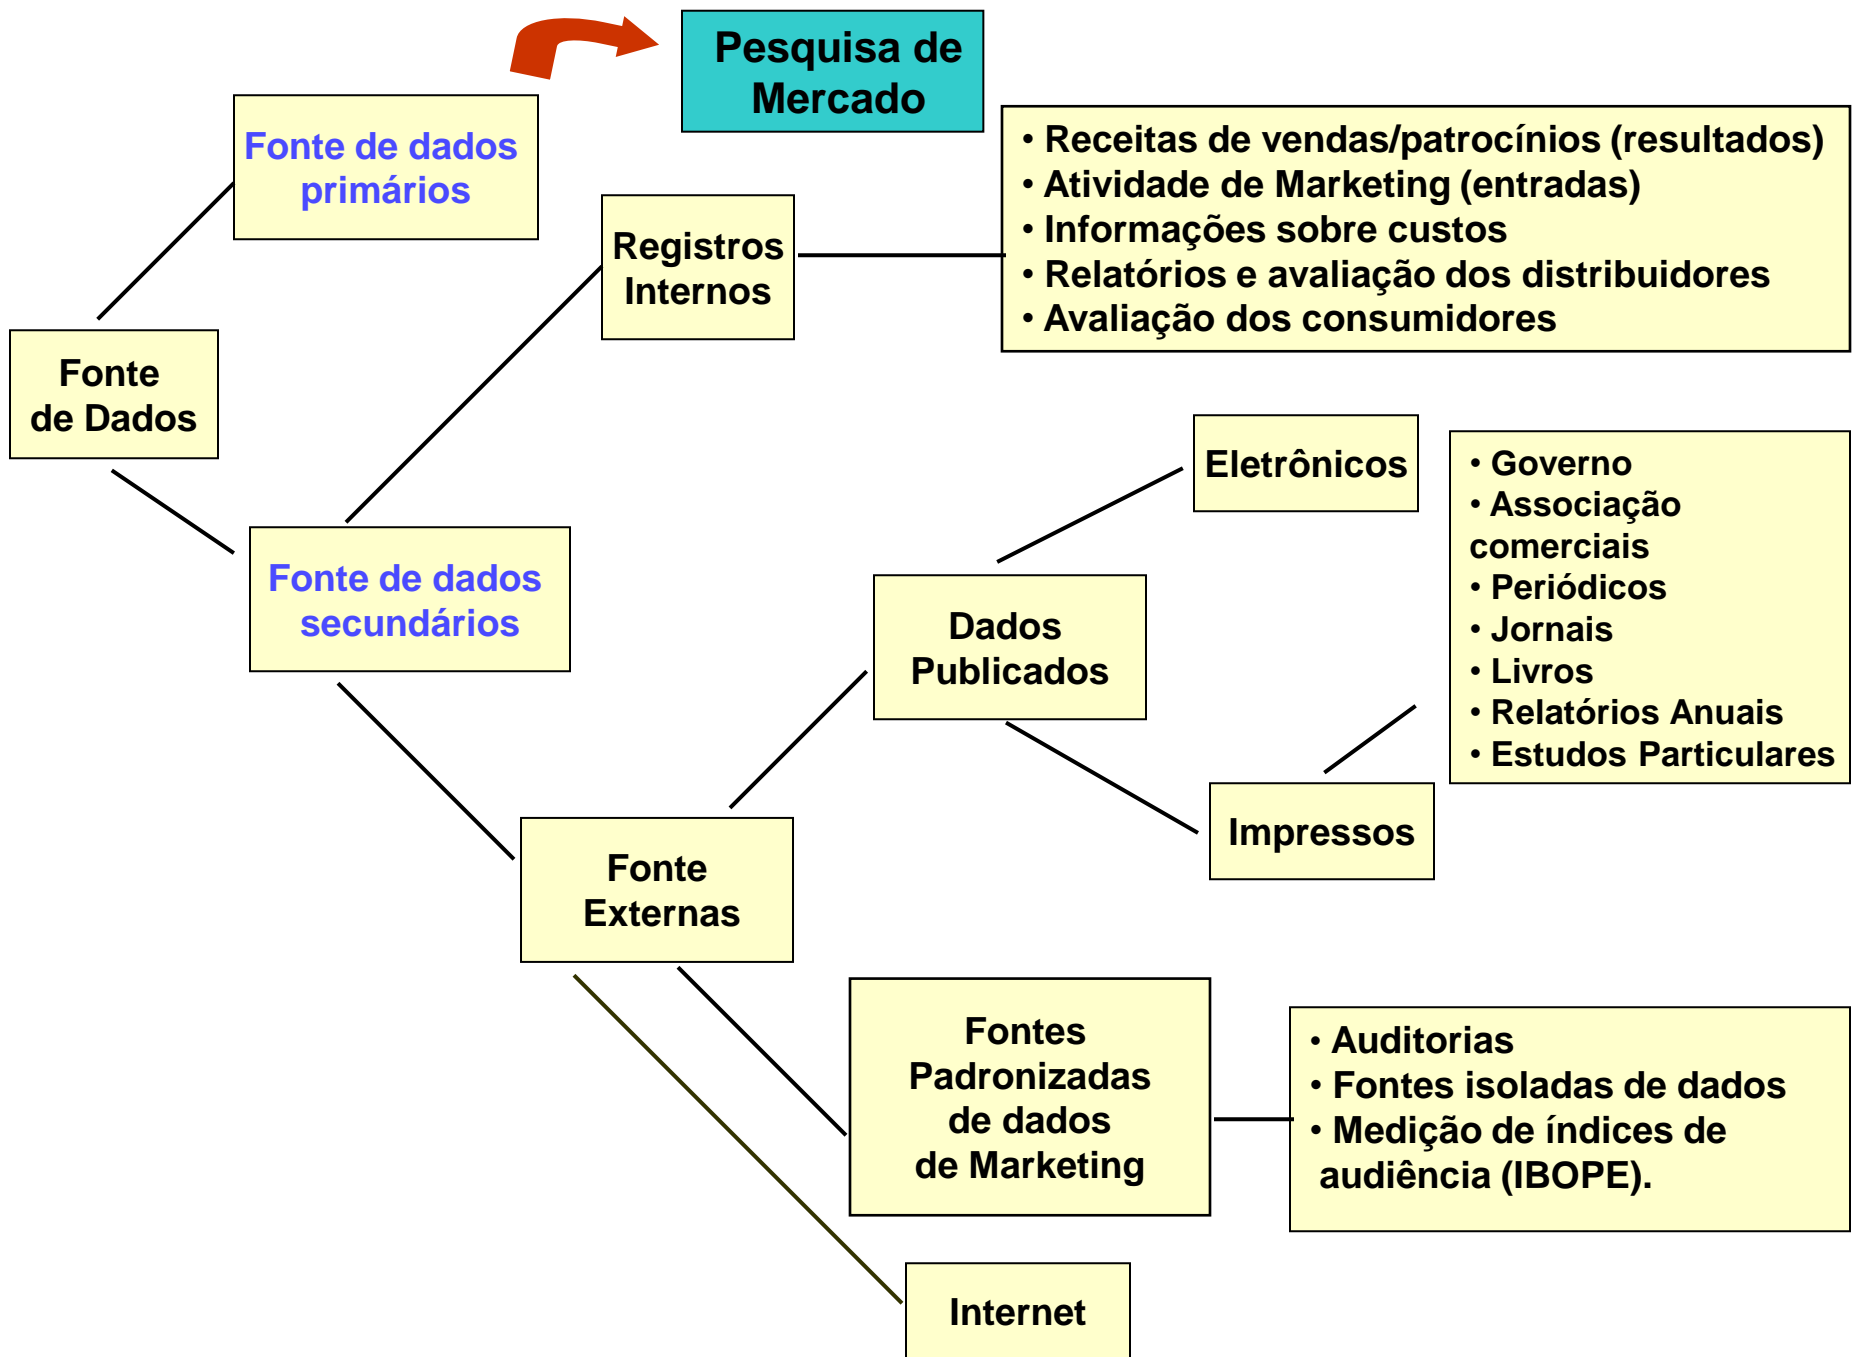 Pesquisa de
Mercado
Fonte de dados
primários
Registros
Internos
• Receitas de vendas/patrocínios (resultados)
• Atividade de Marketing (entradas)
• Informações sobre custos
• Relatórios e avaliação dos distribuidores
• Avaliação dos consumidores
Fonte
de Dados
Fonte de dados
secundários
Eletrônicos
• Governo
• Associação
comerciais
• Periódicos
• Jornais
• Livros
• Relatórios Anuais
• Estudos Particulares
Dados
Publicados
Impressos
Fonte
Externas
Fontes
Padronizadas
de dados
de Marketing
• Auditorias
• Fontes isoladas de dados
• Medição de índices de
audiência (IBOPE).
Internet